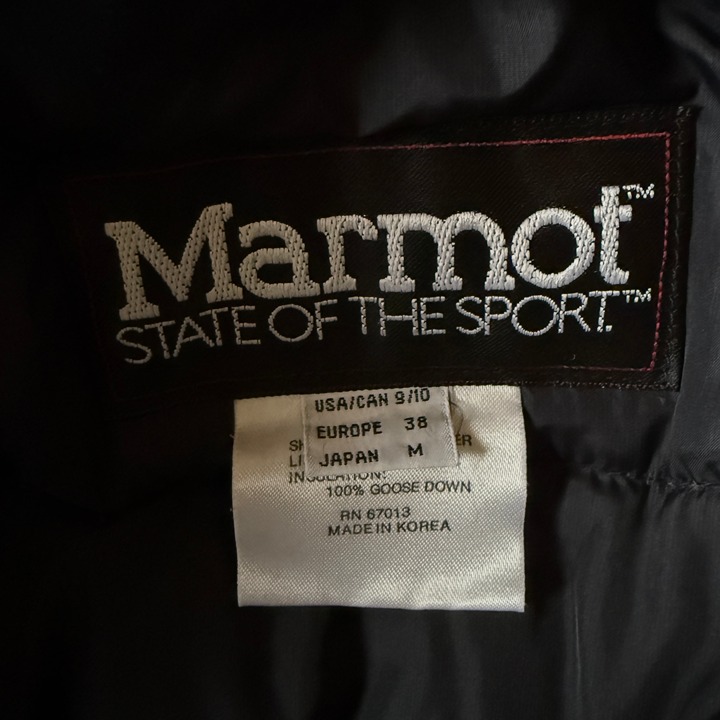 Marmot™
STATE OF THE SPORT.™
USA/CAN 9/10
EUROPE 38
JAPAN M
INSULATION:
100% GOOSE DOWN
RN 67013
MADE IN KOREA